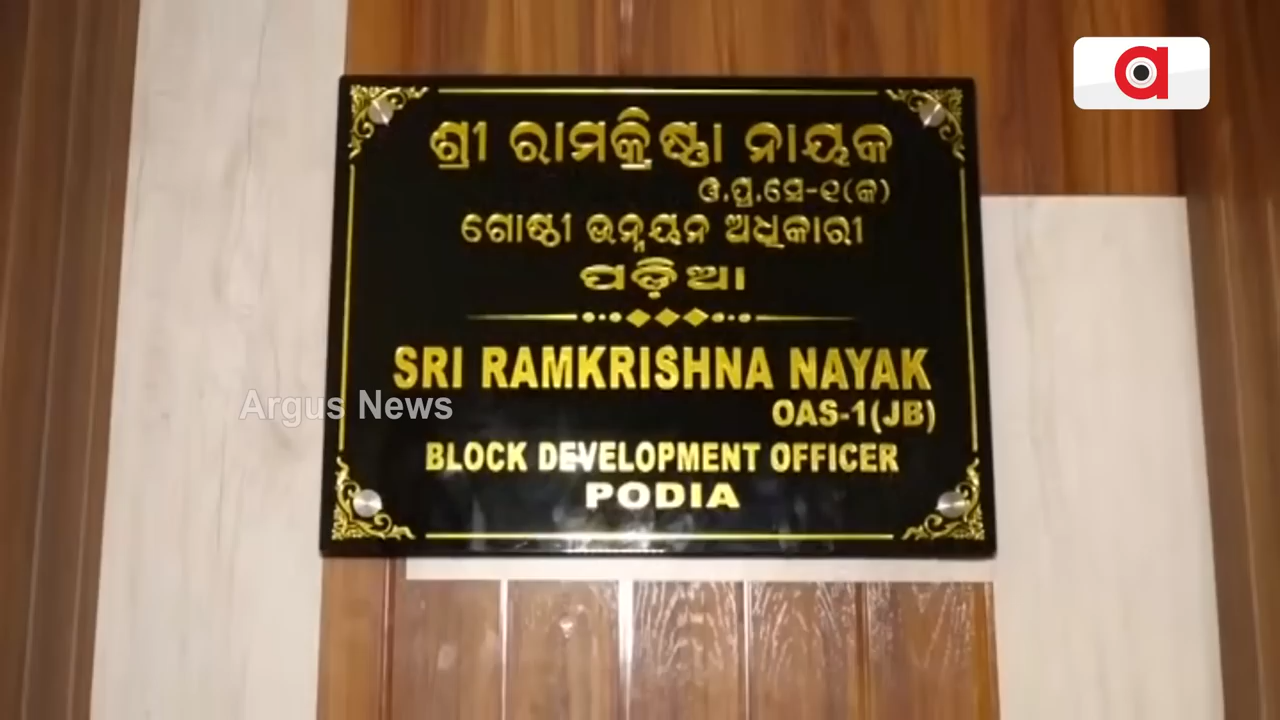 ଶ୍ରୀ ରାମକ୍ରିଷ୍ଣା ନାୟକ
ଓ.ପ୍ର.ସେ-୧(କ)
ଗୋଷ୍ଠୀ ଉନ୍ନୟନ ଅଧିକାରୀ
ପଡ଼ିଆ
SRI RAMKRISHNA NAYAK
Argus News
OAS-1(JB)
BLOCK DEVELOPMENT OFFICER
PODIA